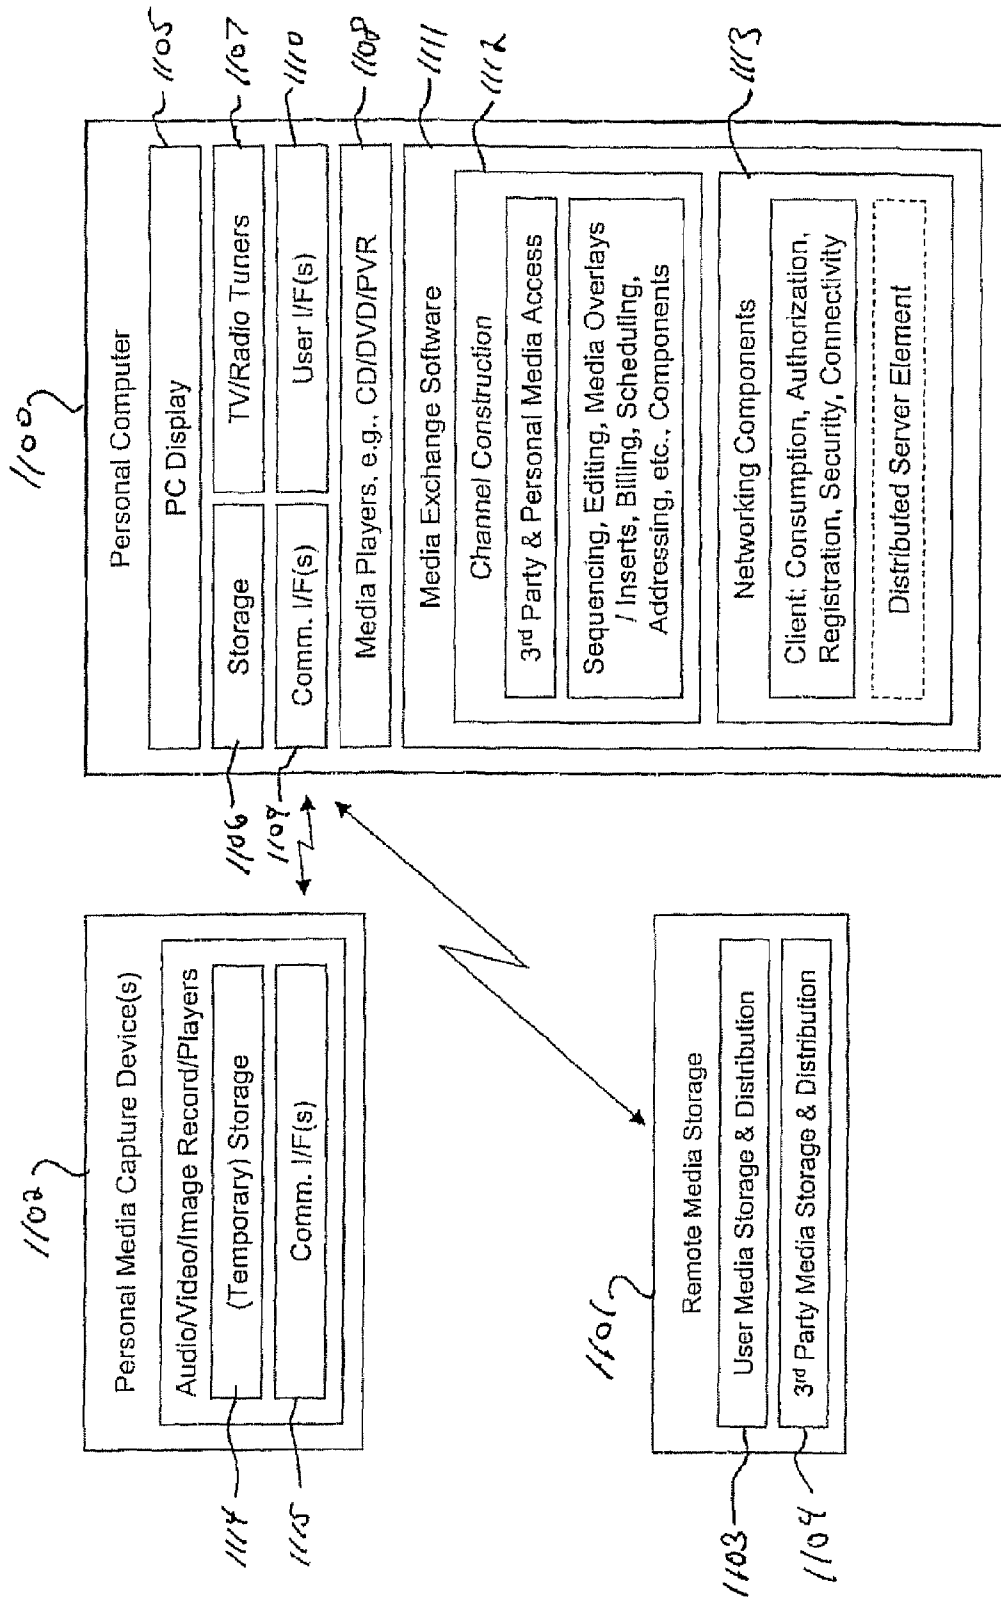 1100
Personal Computer
PC Display
1105
Storage
TV/Radio Tuners
1106
1107
Comm. I/F(s)
User I/F(s)
1109
1110
Media Players, e.g., CD/DVD/PVR
1108
Media Exchange Software
1111
Channel Construction
1112
3rd Party & Personal Media Access
Sequencing, Editing, Media Overlays
/ Inserts, Billing, Scheduling,
Addressing, etc., Components
Networking Components
1113
Client: Consumption, Authorization,
Registration, Security, Connectivity
Distributed Server Element
1102
Personal Media Capture Device(s)
Audio/Video/Image Record/Players
(Temporary) Storage
1114
Comm. I/F(s)
1115
1101
Remote Media Storage
User Media Storage & Distribution
1103
3rd Party Media Storage & Distribution
1104